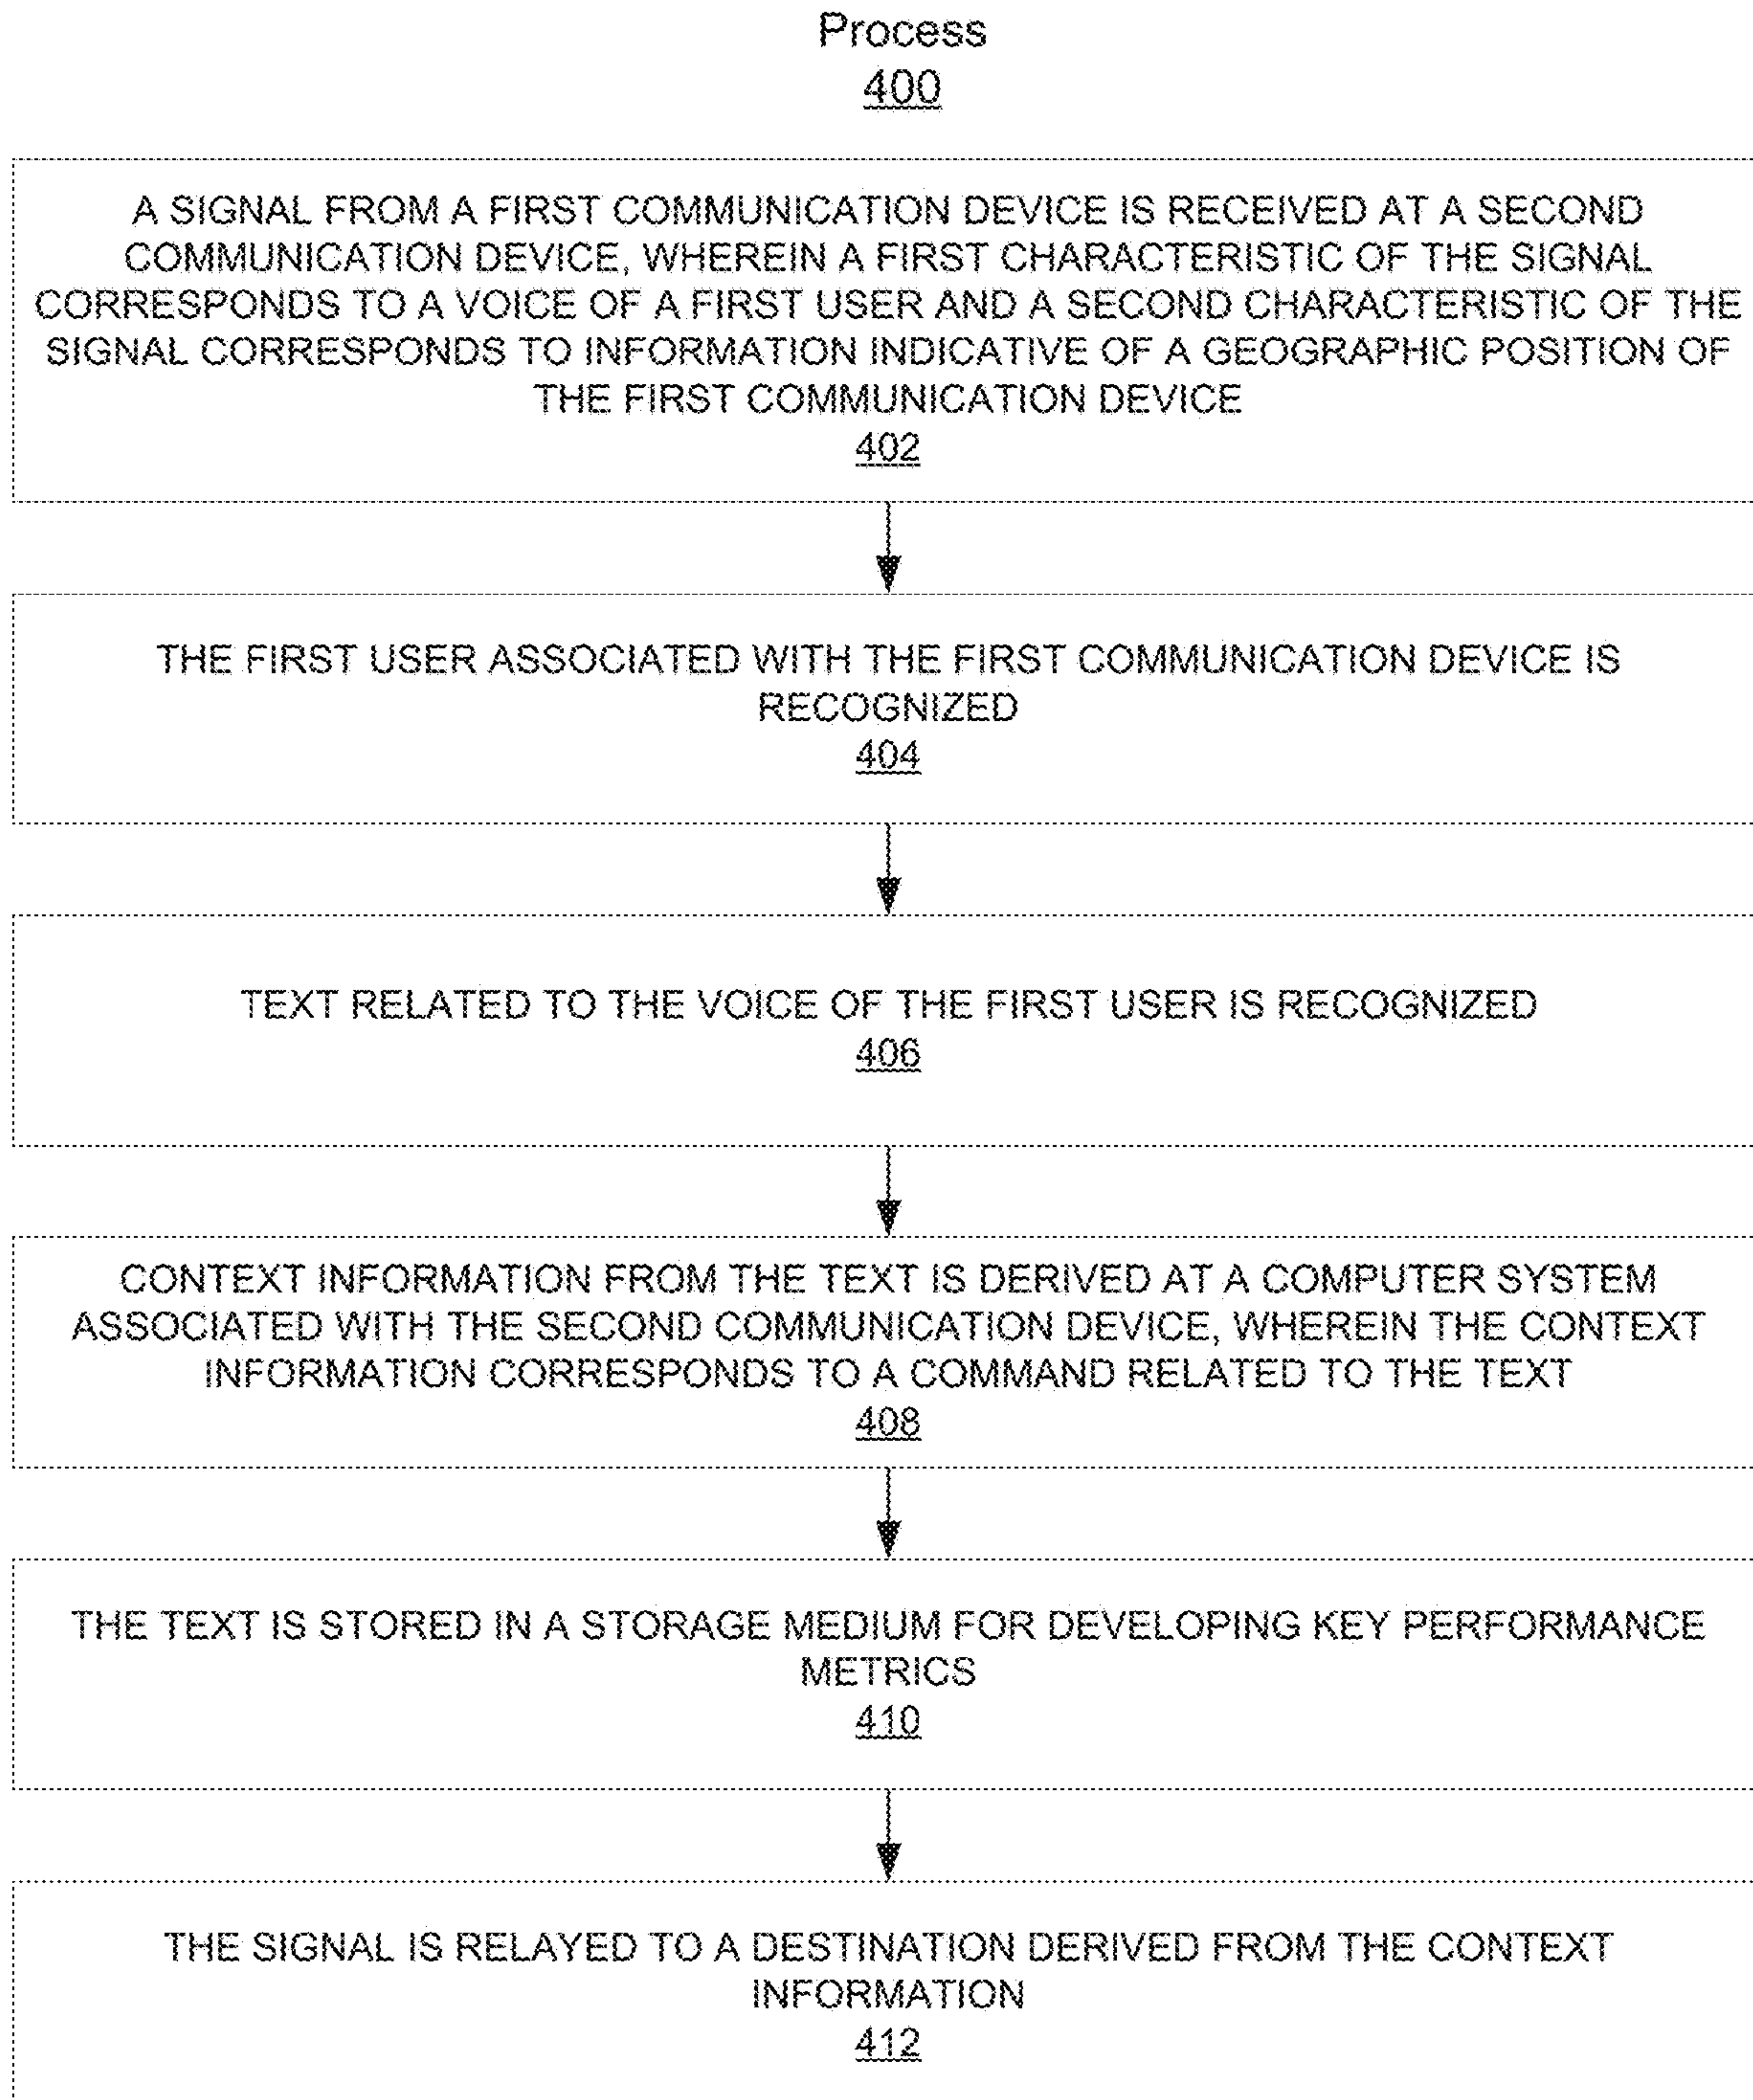 Process
400
A SIGNAL FROM A FIRST COMMUNICATION DEVICE IS RECEIVED AT A SECOND
COMMUNICATION DEVICE, WHEREIN A FIRST CHARACTERISTIC OF THE SIGNAL
CORRESPONDS TO A VOICE OF A FIRST USER AND A SECOND CHARACTERISTIC OF THE
SIGNAL CORRESPONDS TO INFORMATION INDICATIVE OF A GEOGRAPHIC POSITION OF
THE FIRST COMMUNICATION DEVICE
402
THE FIRST USER ASSOCIATED WITH THE FIRST COMMUNICATION DEVICE IS
RECOGNIZED
404
TEXT RELATED TO THE VOICE OF THE FIRST USER IS RECOGNIZED
406
CONTEXT INFORMATION FROM THE TEXT IS DERIVED AT A COMPUTER SYSTEM
ASSOCIATED WITH THE SECOND COMMUNICATION DEVICE, WHEREIN THE CONTEXT
INFORMATION CORRESPONDS TO A COMMAND RELATED TO THE TEXT
408
THE TEXT IS STORED IN A STORAGE MEDIUM FOR DEVELOPING KEY PERFORMANCE
METRICS
410
THE SIGNAL IS RELAYED TO A DESTINATION DERIVED FROM THE CONTEXT
INFORMATION
412